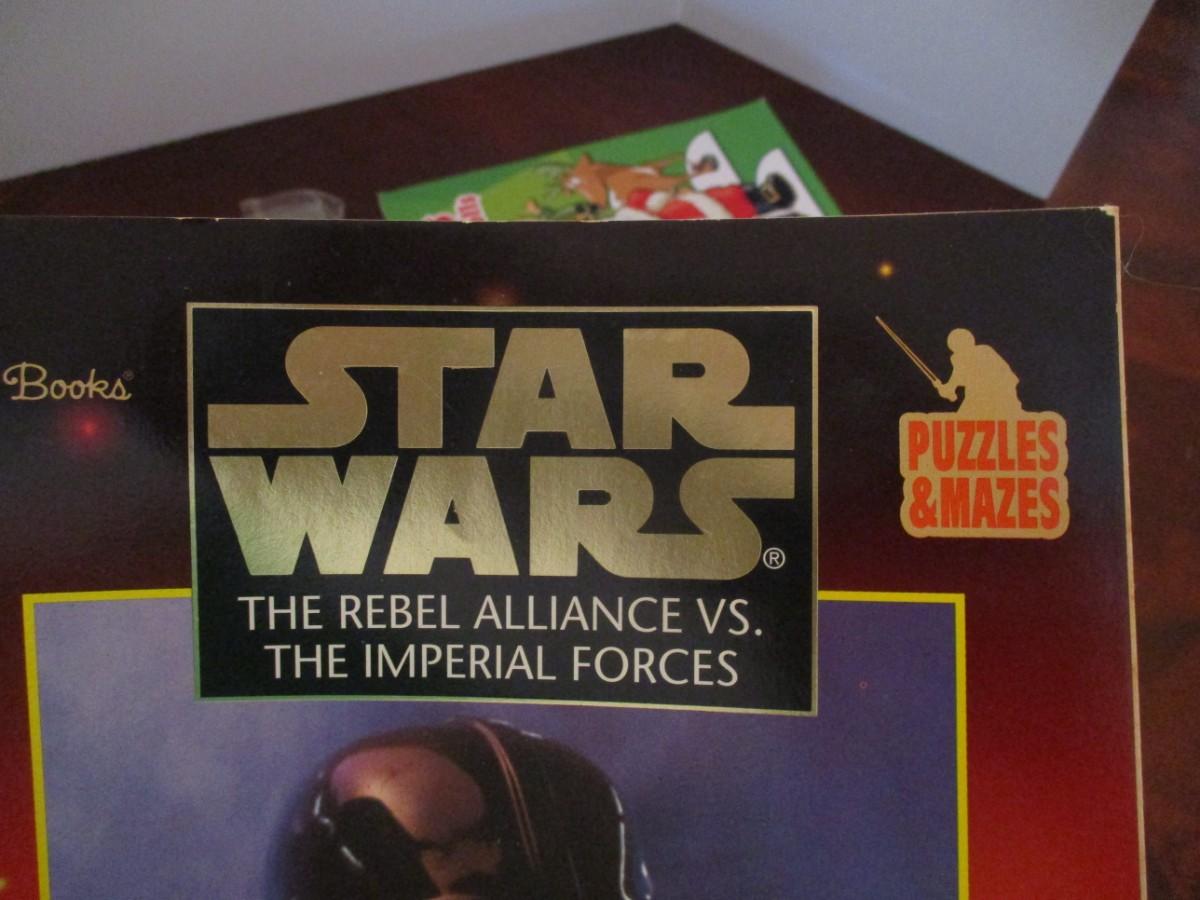 Books®
STAR
WARS®
THE REBEL ALLIANCE VS.
THE IMPERIAL FORCES
PUZZLES
& MAZES